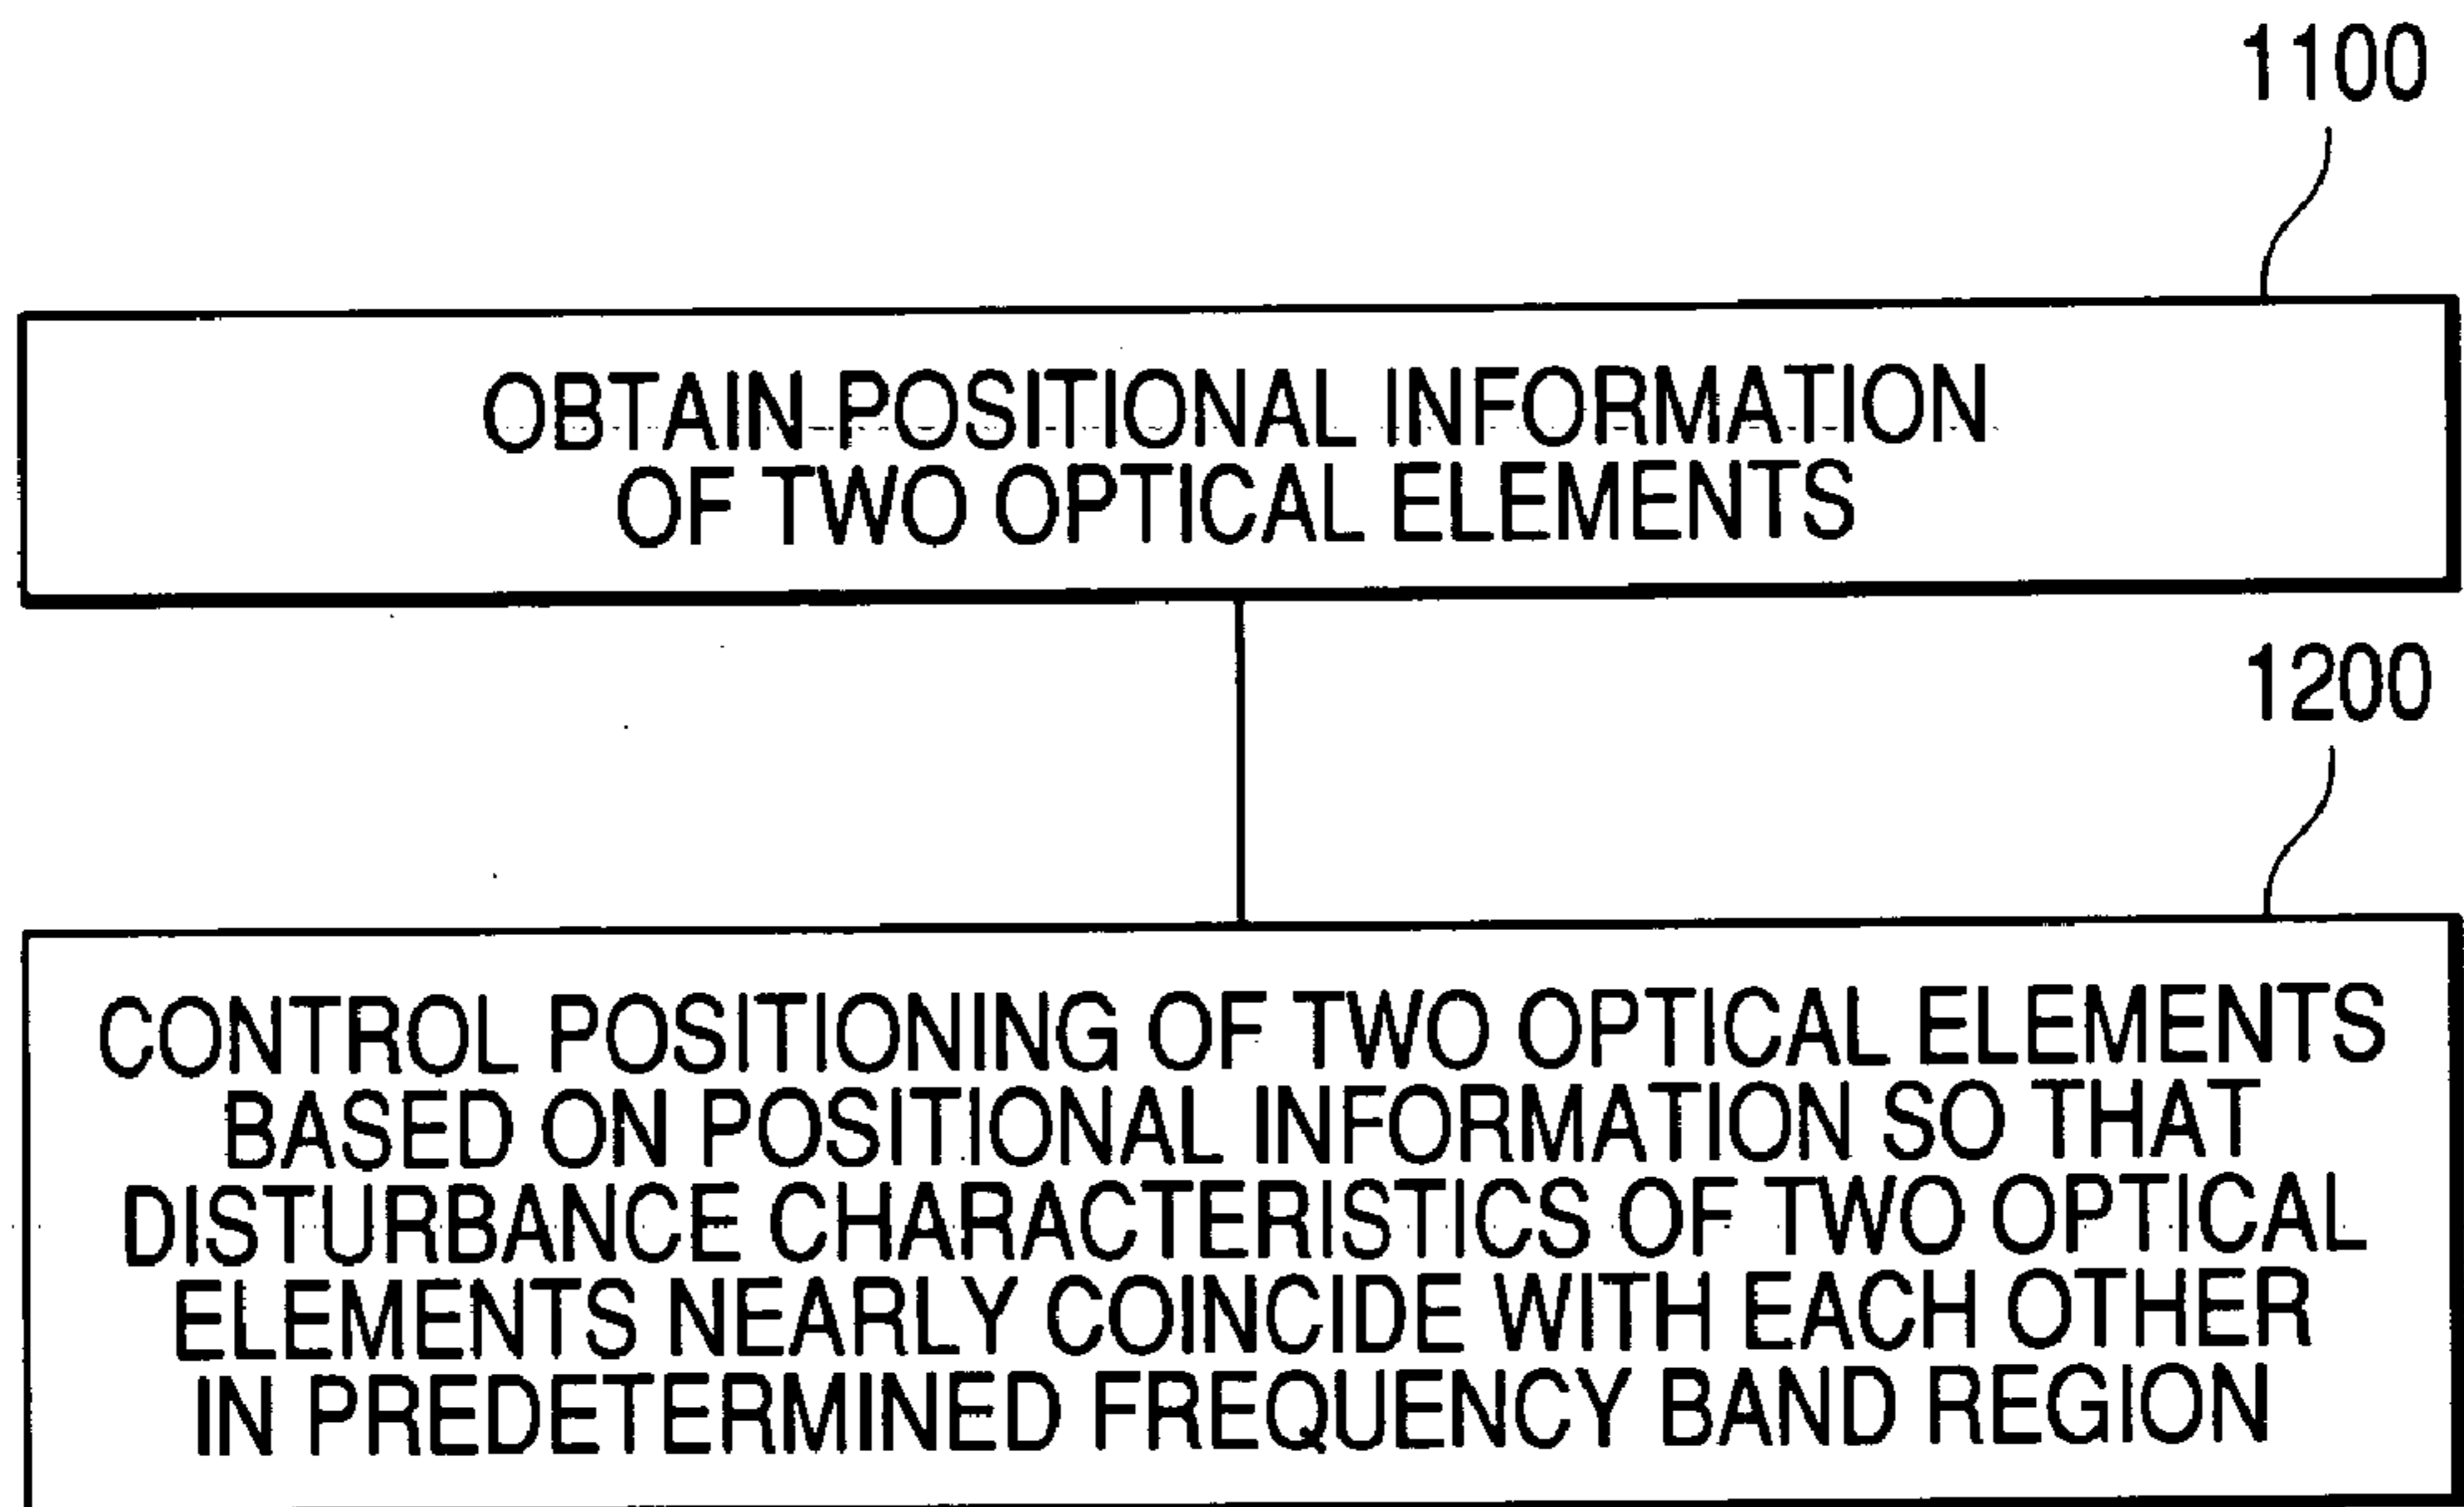 1100
OBTAIN POSITIONAL INFORMATION
OF TWO OPTICAL ELEMENTS
1200
CONTROL POSITIONING OF TWO OPTICAL ELEMENTS
BASED ON POSITIONAL INFORMATION SO THAT
DISTURBANCE CHARACTERISTICS OF TWO OPTICAL
ELEMENTS NEARLY COINCIDE WITH EACH OTHER
IN PREDETERMINED FREQUENCY BAND REGION